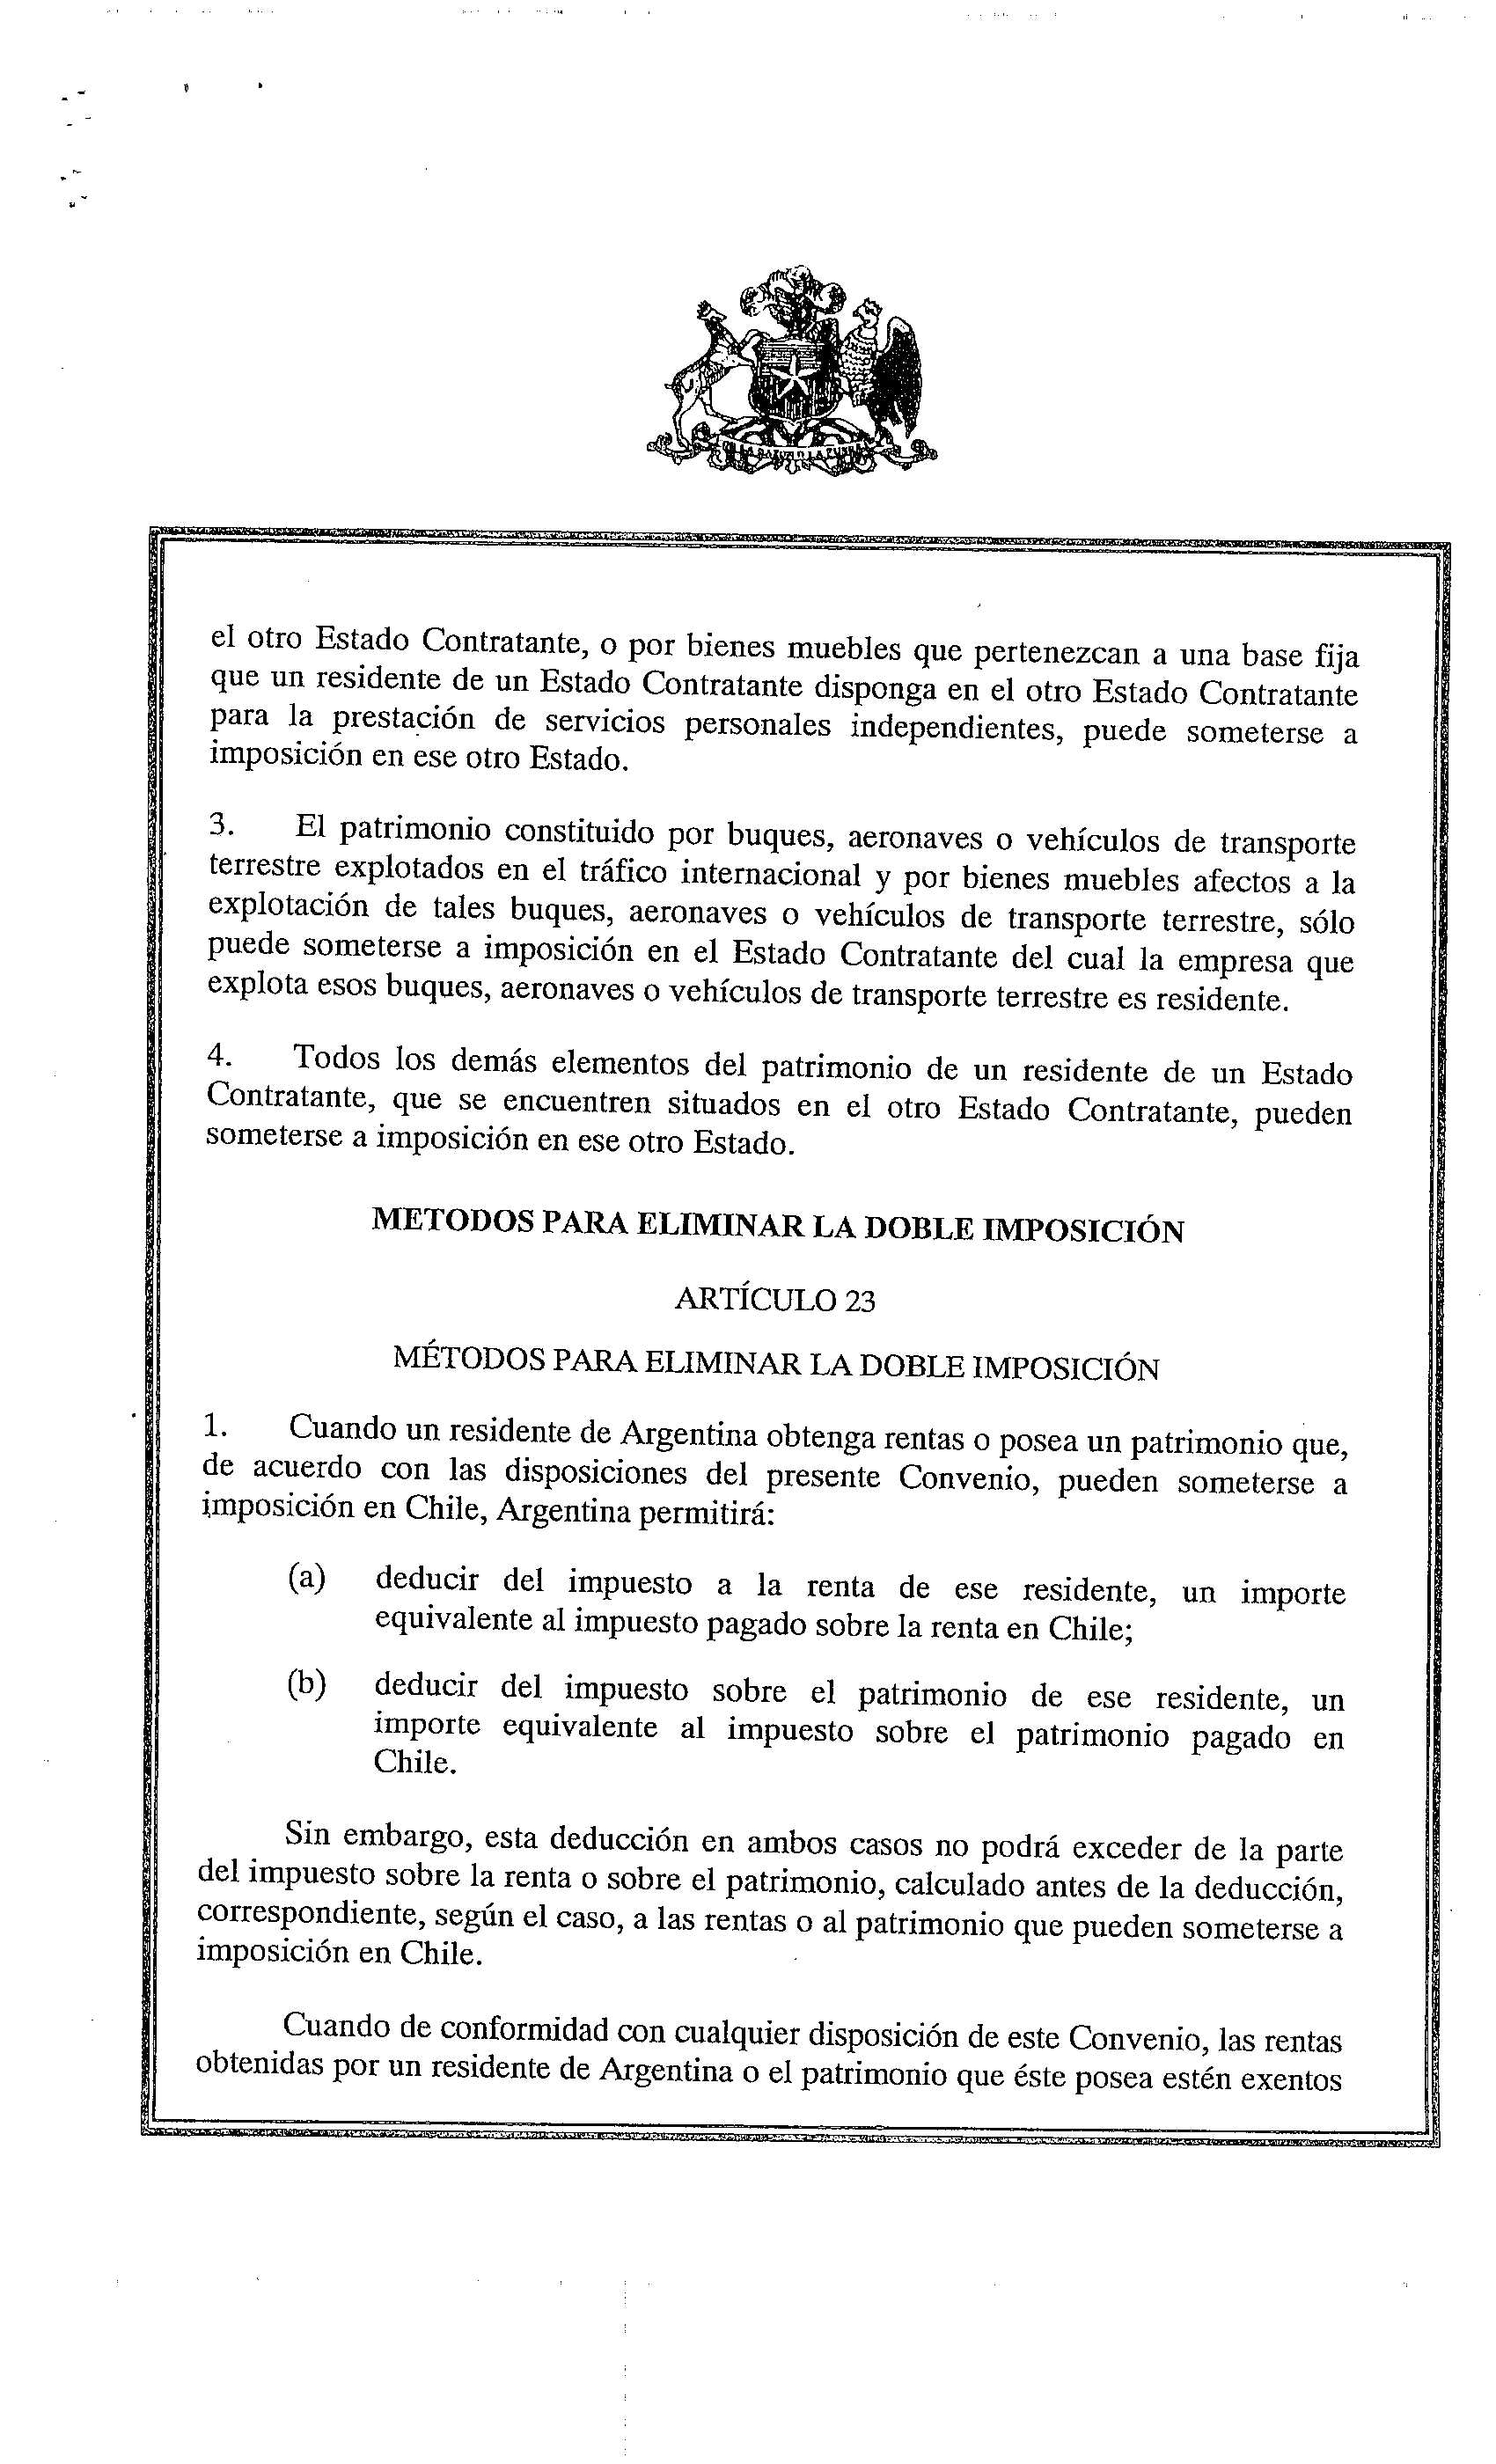 el otro Estado Contratante, o por bienes muebles que pertenezcan a una base fija
que un residente de un Estado Contratante disponga en el otro Estado Contratante
para la prestación de servicios personales independientes, puede someterse a
imposición en ese otro Estado.
3. El patrimonio constituido por buques, aeronaves o vehículos de transporte
terrestre explotados en el tráfico internacional y por bienes muebles afectos a la
explotación de tales buques, aeronaves o vehículos de transporte terrestre, sólo
puede someterse a imposición en el Estado Contratante del cual la empresa que
explota esos buques, aeronaves o vehículos de transporte terrestre es residente.
4. Todos los demás elementos del patrimonio de un residente de un Estado
Contratante, que se encuentren situados en el otro Estado Contratante, pueden
someterse a imposición en ese otro Estado.
METODOS PARA ELIMINAR LA DOBLE IMPOSICIÓN
ARTÍCULO 23
MÉTODOS PARA ELIMINAR LA DOBLE IMPOSICIÓN
1. Cuando un residente de Argentina obtenga rentas o posea un patrimonio que,
de acuerdo con las disposiciones del presente Convenio, pueden someterse a
imposición en Chile, Argentina permitirá:
(a) deducir del impuesto a la renta de ese residente, un importe
equivalente al impuesto pagado sobre la renta en Chile;
(b) deducir del impuesto sobre el patrimonio de ese residente, un
importe equivalente al impuesto sobre el patrimonio pagado en
Chile.
Sin embargo, esta deducción en ambos casos no podrá exceder de la parte
del impuesto sobre la renta o sobre el patrimonio, calculado antes de la deducción,
correspondiente, según el caso, a las rentas o al patrimonio que pueden someterse a
imposición en Chile.
Cuando de conformidad con cualquier disposición de este Convenio, las rentas
obtenidas por un residente de Argentina o el patrimonio que éste posea estén exentos